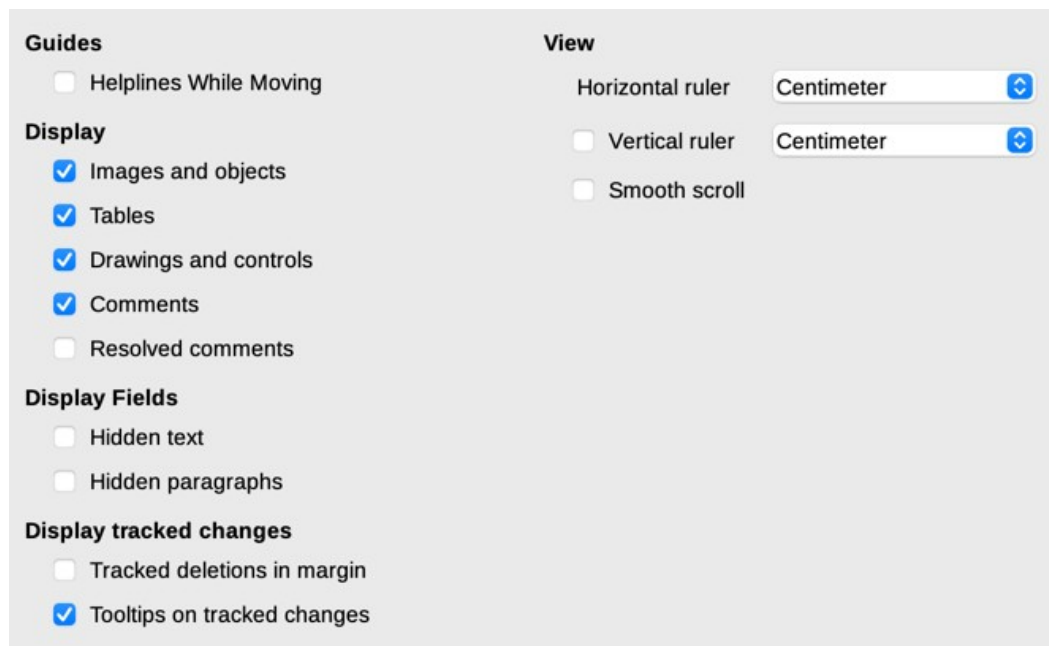 Guides
Helplines While Moving
Display
Images and objects
Tables
Drawings and controls
Comments
Resolved comments
Display Fields
Hidden text
Hidden paragraphs
Display tracked changes
Tracked deletions in margin
Tooltips on tracked changes
View
Horizontal ruler Centimeter
Vertical ruler Centimeter
Smooth scroll